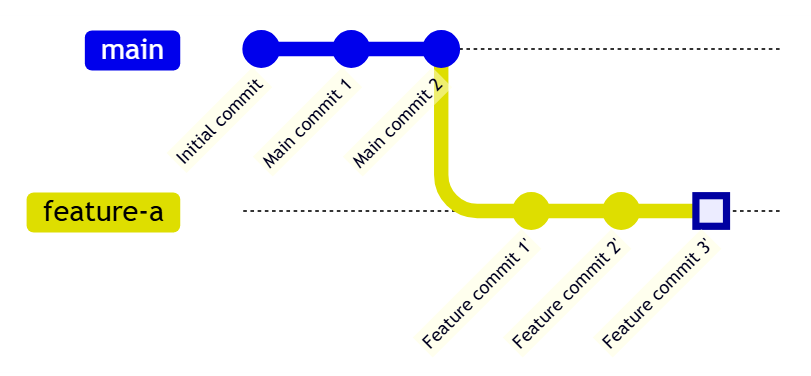 main
Initial commit
Main commit 1
Main commit 2
feature-a
Feature commit 1'
Feature commit 2'
Feature commit 3'